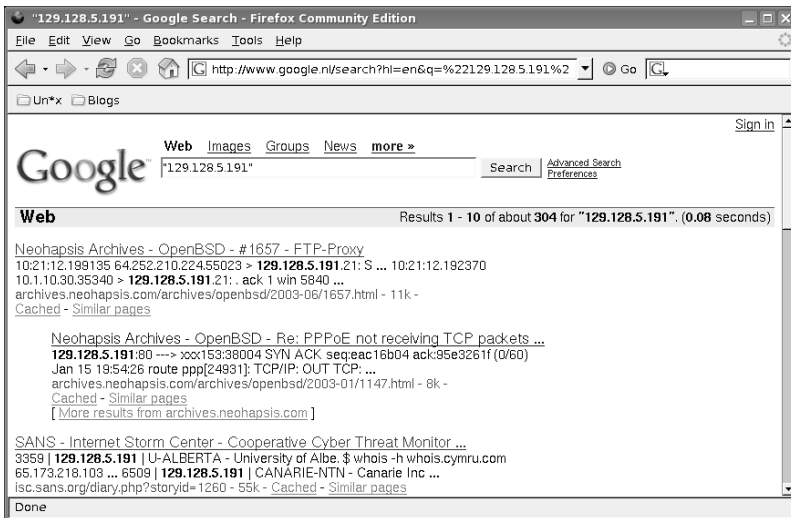 "129.128.5.191" - Google Search - Firefox Community Edition
File Edit View Go Bookmarks Tools Help
http://www.google.nl/search?hl=en&q=%22129.128.5.191%2 Go
Un*x Blogs
Sign in
Google™
Web Images Groups News more »
"129.128.5.191" Search Advanced Search
Preferences
Web Results 1 - 10 of about 304 for "129.128.5.191". (0.08 seconds)
Neohapsis Archives - OpenBSD - #1657 - FTP-Proxy
10:21:12.199135 64.252.210.224.55023 > 129.128.5.191.21: S ... 10:21:12.192370
10.1.10.30.35340 > 129.128.5.191.21: . ack 1 win 5840 ...
archives.neohapsis.com/archives/openbsd/2003-06/1657.html - 11k -
Cached - Similar pages
Neohapsis Archives - OpenBSD - Re: PPPoE not receiving TCP packets ...
129.128.5.191:80 ---> xxx153:38004 SYN ACK seq:eac16b04 ack:95e3261f (0/60)
Jan 15 19:54:26 route ppp[24931]: TCP/IP: OUT TCP: ...
archives.neohapsis.com/archives/openbsd/2003-01/1147.html - 8k -
Cached - Similar pages
[ More results from archives.neohapsis.com ]
SANS - Internet Storm Center - Cooperative Cyber Threat Monitor ...
3359 | 129.128.5.191 | U-ALBERTA - University of Albe. $ whois -h whois.cymru.com
65.173.218.103 ... 6509 | 129.128.5.191 | CANARIE-NTN - Canarie Inc ...
isc.sans.org/diary.php?storyid=1260 - 55k - Cached - Similar pages
Done